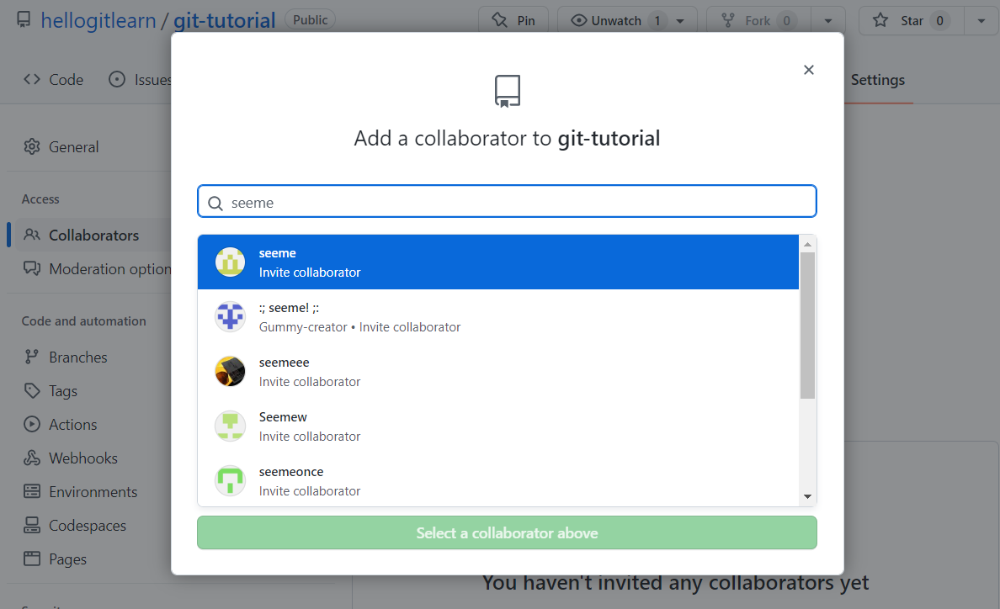 hellogitlearn / git-tutorial Public
Pin
Unwatch 1
Fork 0
Star 0
Code
Issues
Settings
General
Access
Collaborators
Moderation option
Code and automation
Branches
Tags
Actions
Webhooks
Environments
Codespaces
Pages
Add a collaborator to git-tutorial
seeme
seeme
Invite collaborator
:; seeme! ;:
Gummy-creator • Invite collaborator
seemeee
Invite collaborator
Seemew
Invite collaborator
seemeonce
Invite collaborator
Select a collaborator above
You haven't invited any collaborators yet